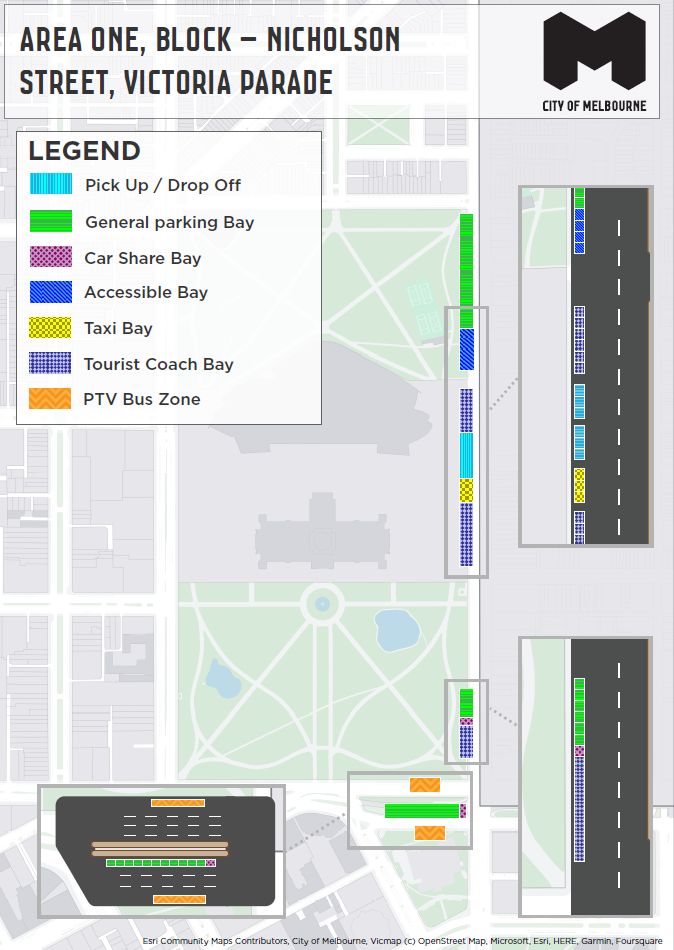 AREA ONE, BLOCK – NICHOLSON
STREET, VICTORIA PARADE
CITY OF MELBOURNE
LEGEND
Pick Up / Drop Off
General parking Bay
Car Share Bay
Accessible Bay
Taxi Bay
Tourist Coach Bay
PTV Bus Zone
Esri Community Maps Contributors, City of Melbourne, Vicmap (c) OpenStreet Map, Microsoft, Esri, HERE, Garmin, Foursquare